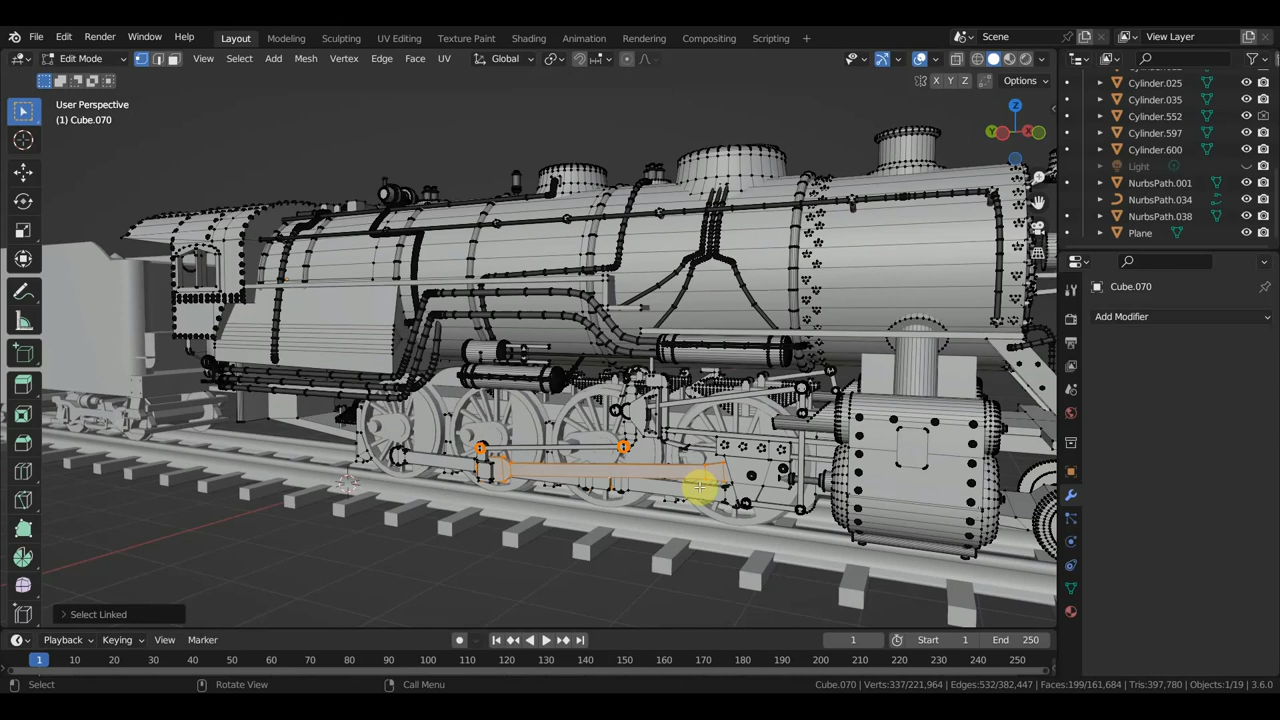 File Edit Render Window Help Layout Modeling Sculpting UV Editing Texture Paint Shading Animation Rendering Compositing Scripting + Scene View Layer
Edit Mode View Select Add Mesh Vertex Edge Face UV Global
X Y Z Options
User Perspective
(1) Cube.070
Z
Y X
Cylinder.025
Cylinder.035
Cylinder.552
Cylinder.597
Cylinder.600
Light
NurbsPath.001
NurbsPath.034
NurbsPath.038
Plane
Cube.070
Add Modifier
> Select Linked
Playback Keying View Marker 1 Start 1 End 250
1 10 20 30 40 50 60 70 80 90 100 110 120 130 140 150 160 170 180 190 200 210 220 230 240 250
Select Rotate View Call Menu Cube.070 | Verts:337/221,964 | Edges:532/382,447 | Faces:199/161,684 | Tris:397,780 | Objects:1/19 | 3.6.0